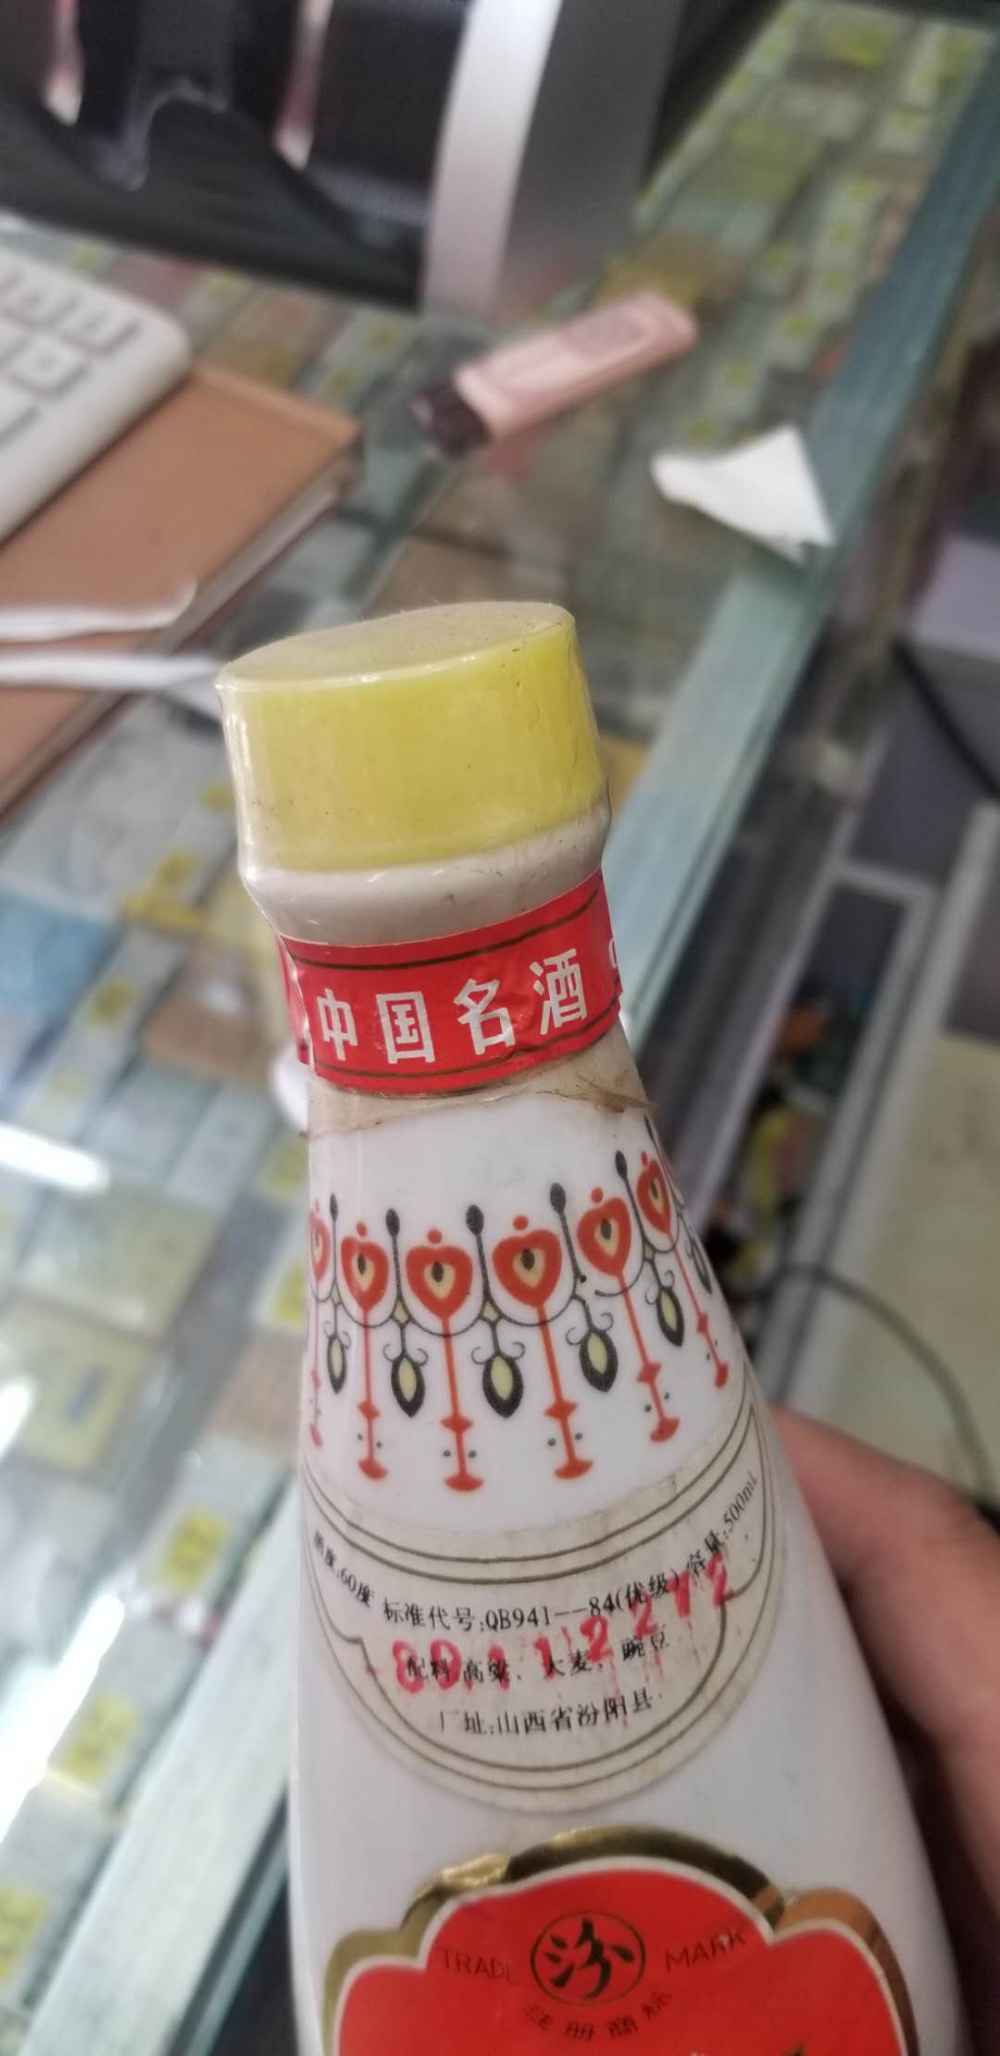 中国名酒
酒度:60度 标准代号:QB941--84(优级) 容量:500mL
配料 高粱、大麦、豌豆
厂址:山西省汾阳县
TRADE 汾 MARK
注册商标